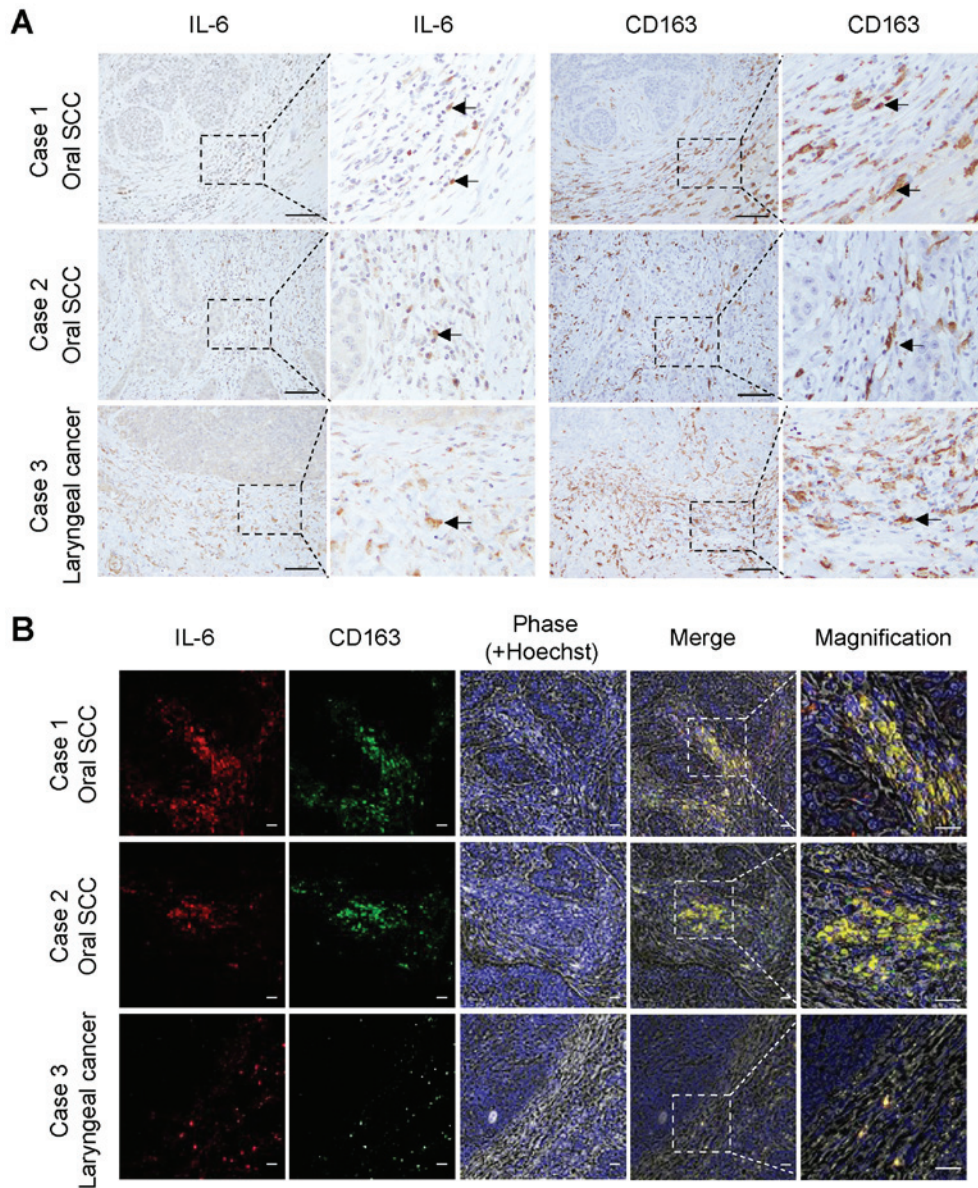 A
IL-6
IL-6
CD163
CD163
Case 1
Oral SCC
Case 2
Oral SCC
Case 3
Laryngeal cancer
B
IL-6
CD163
Phase
(+Hoechst)
Merge
Magnification
Case 1
Oral SCC
Case 2
Oral SCC
Case 3
Laryngeal cancer